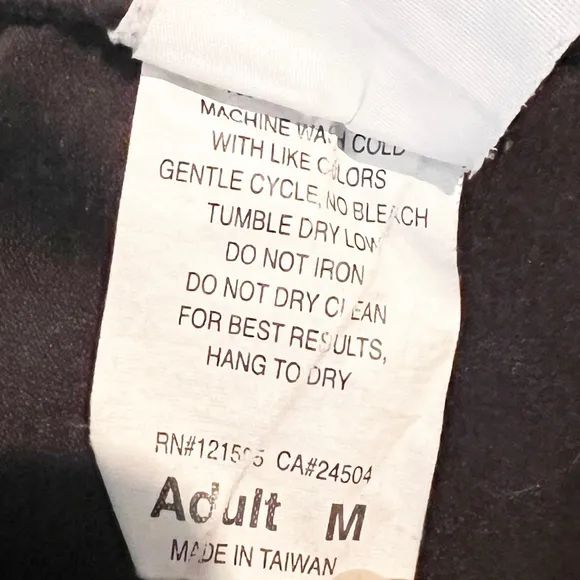 MACHINE WASH COLD
WITH LIKE COLORS
GENTLE CYCLE, NO BLEACH
TUMBLE DRY LOW
DO NOT IRON
DO NOT DRY CLEAN
FOR BEST RESULTS,
HANG TO DRY
CA#24504
Adult M
MADE IN TAIWAN